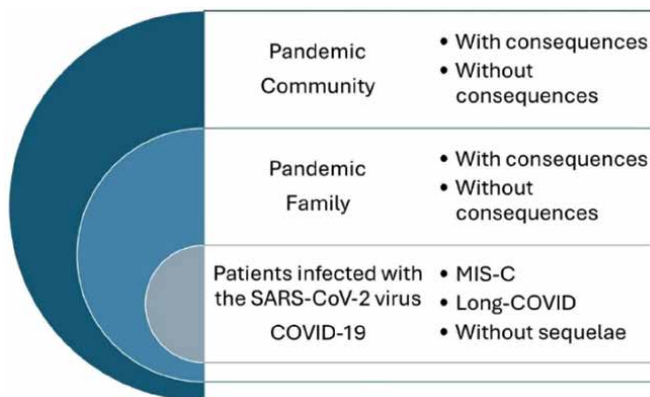 Pandemic
Community
• With consequences
• Without
consequences
Pandemic
Family
• With consequences
• Without
consequences
Patients infected with
the SARS-CoV-2 virus
COVID-19
• MIS-C
• Long-COVID
• Without sequelae